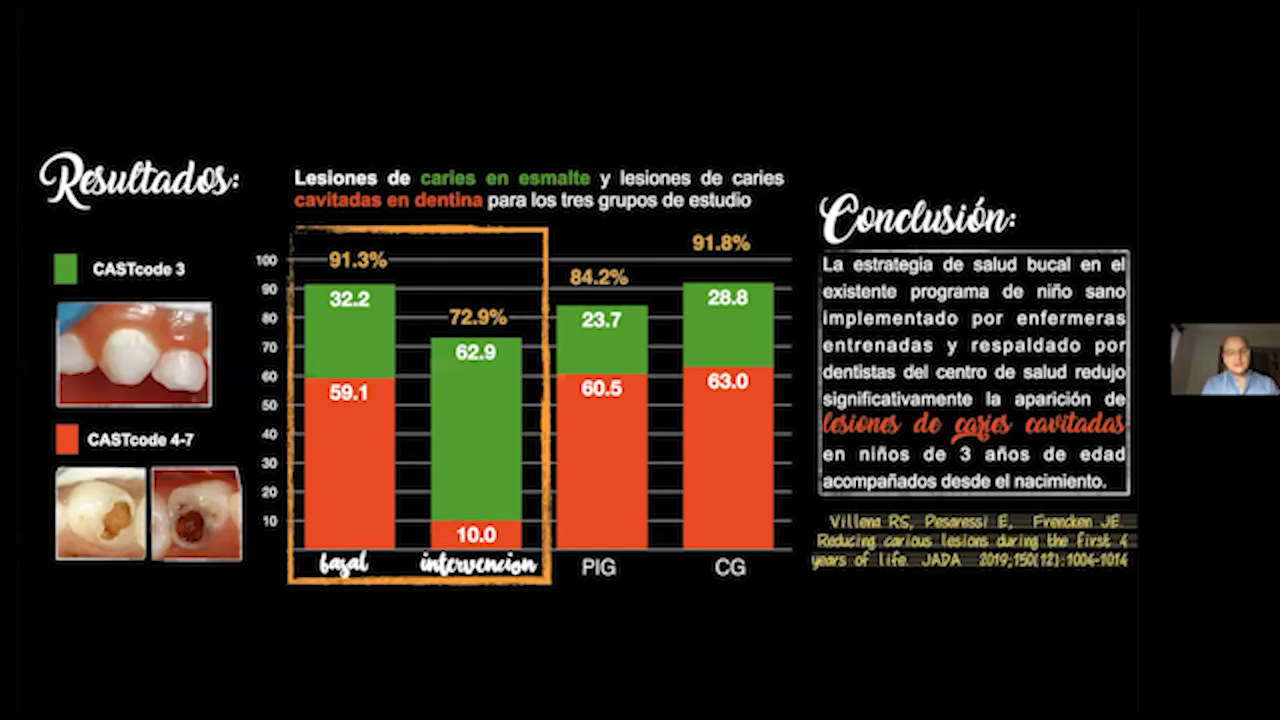 Resultados:
CASTcode 3
CASTcode 4-7
Lesiones de caries en esmalte y lesiones de caries
cavitadas en dentina para los tres grupos de estudio
100
90
80
70
60
50
40
30
20
10
91.3%
32.2
59.1
basal
72.9%
62.9
10.0
intervencion
84.2%
23.7
60.5
PIG
91.8%
28.8
63.0
CG
Conclusión:
La estrategia de salud bucal en el
existente programa de niño sano
implementado por enfermeras
entrenadas y respaldado por
dentistas del centro de salud redujo
significativamente la aparición de
lesiones de caries cavitadas
en niños de 3 años de edad
acompañados desde el nacimiento.
Villena RS, Pesaressi E, Frencken JE.
Reducing carious lesions during the first 4
years of life. JADA 2019;150(12):1004-1014